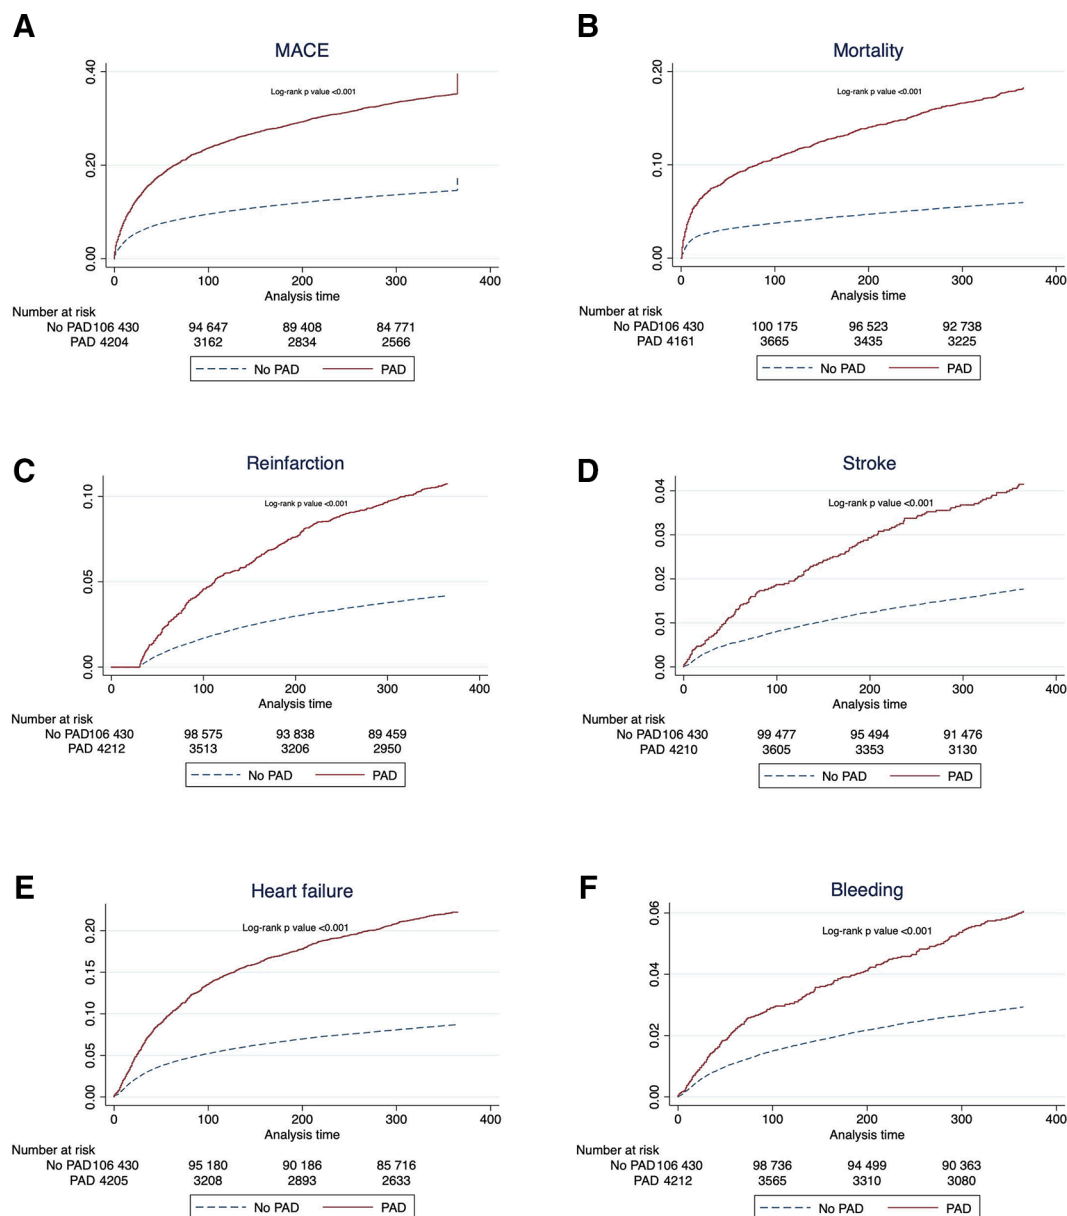 A
MACE
0.40
0.20
0.00
Log-rank p value <0.001
0 100 200 300 400
Analysis time
Number at risk
No PAD106 430 94 647 89 408 84 771
PAD 4204 3162 2834 2566
No PAD PAD
B
Mortality
0.20
0.10
0.00
Log-rank p value <0.001
0 100 200 300 400
Analysis time
Number at risk
No PAD106 430 100 175 96 523 92 738
PAD 4161 3665 3435 3225
No PAD PAD
C
Reinfarction
0.10
0.05
0.00
Log-rank p value <0.001
0 100 200 300 400
Analysis time
Number at risk
No PAD106 430 98 575 93 838 89 459
PAD 4212 3513 3206 2950
No PAD PAD
D
Stroke
0.04
0.03
0.02
0.01
0.00
Log-rank p value <0.001
0 100 200 300 400
Analysis time
Number at risk
No PAD106 430 99 477 95 494 91 476
PAD 4210 3605 3353 3130
No PAD PAD
E
Heart failure
0.20
0.15
0.10
0.05
0.00
Log-rank p value <0.001
0 100 200 300 400
Analysis time
Number at risk
No PAD106 430 95 180 90 186 85 716
PAD 4205 3208 2893 2633
No PAD PAD
F
Bleeding
0.06
0.04
0.02
0.00
Log-rank p value <0.001
0 100 200 300 400
Analysis time
Number at risk
No PAD106 430 98 736 94 499 90 363
PAD 4212 3565 3310 3080
No PAD PAD